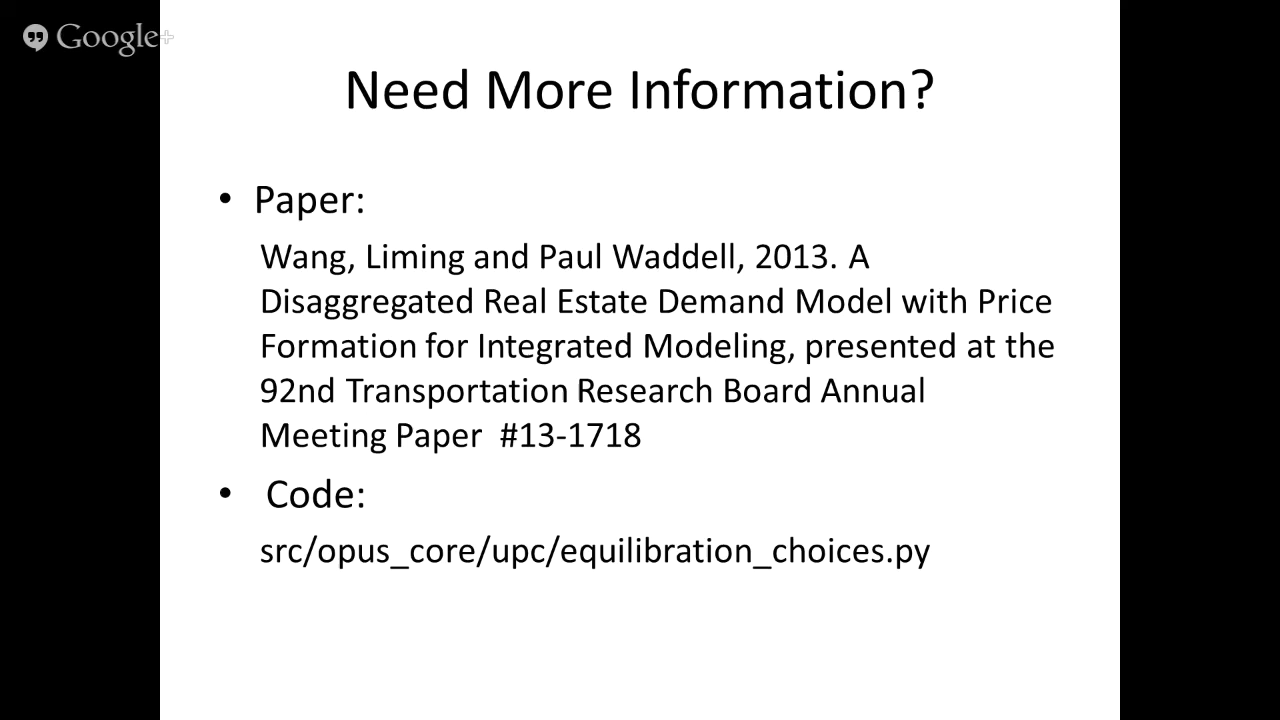 Google+
Need More Information?
• Paper:
Wang, Liming and Paul Waddell, 2013. A
Disaggregated Real Estate Demand Model with Price
Formation for Integrated Modeling, presented at the
92nd Transportation Research Board Annual
Meeting Paper #13-1718
• Code:
src/opus_core/upc/equilibration_choices.py